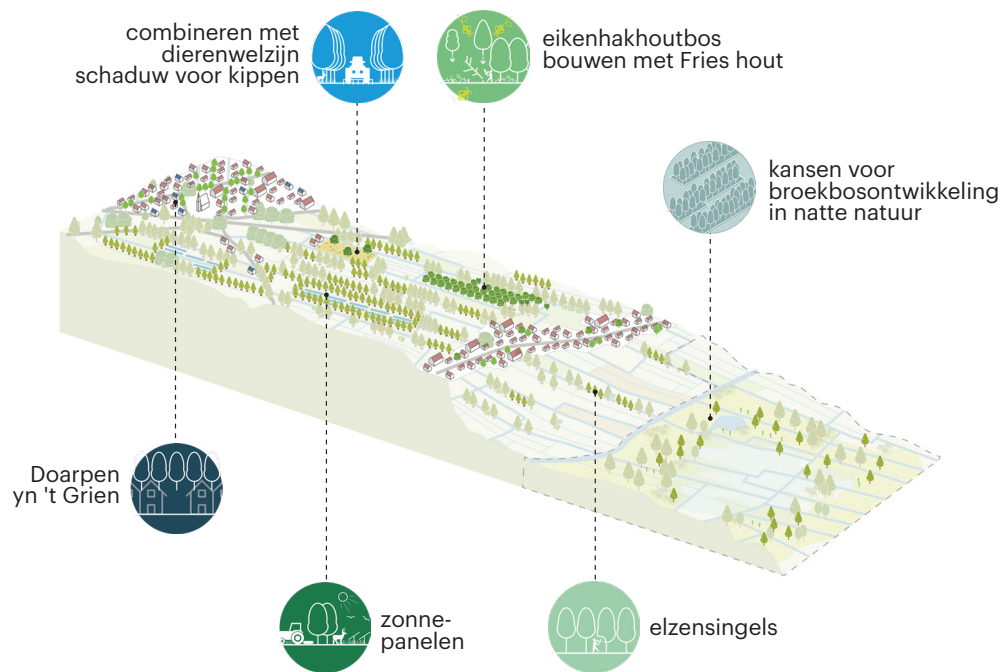 combineren met
dierenwelzijn
schaduw voor kippen
eikenhakhoutbos
bouwen met Fries hout
kansen voor
broekbosontwikkeling
in natte natuur
Doarpen
yn 't Grien
zonne-
panelen
elzensingels